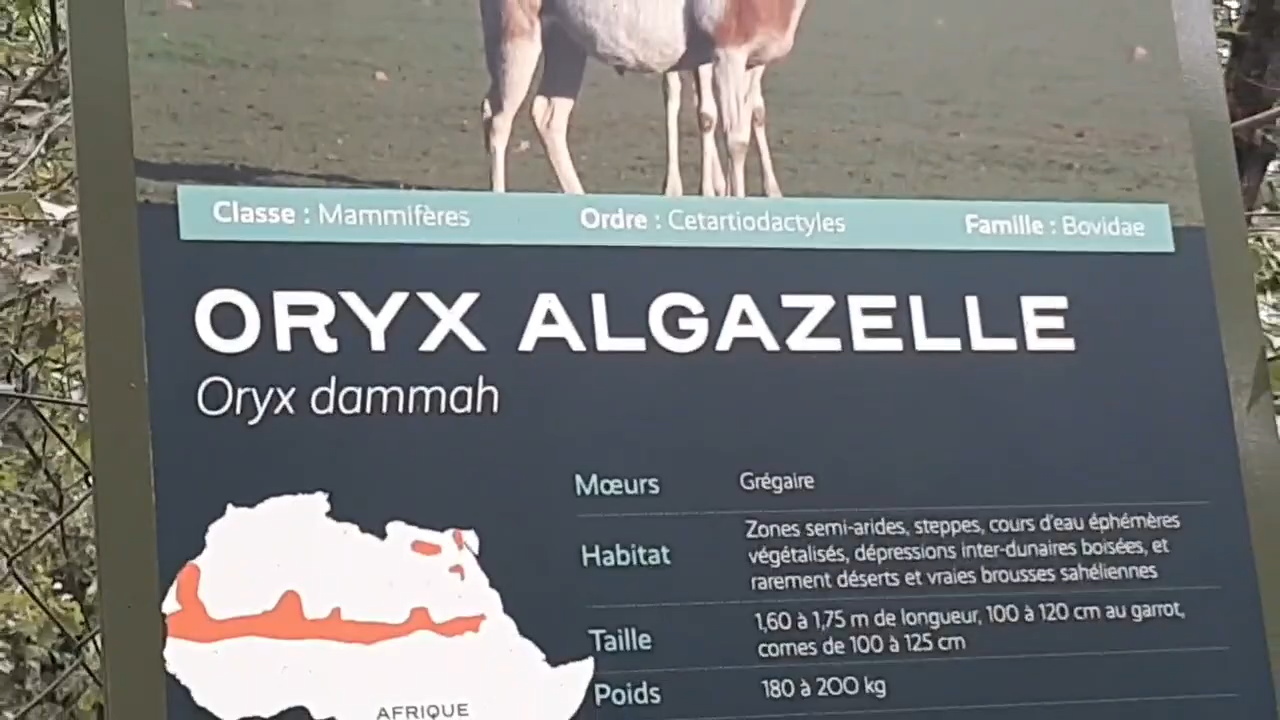 Classe : Mammifères Ordre : Cetartiodactyles Famille : Bovidae
ORYX ALGAZELLE
Oryx dammah
Mœurs Grégaire
Habitat Zones semi-arides, steppes, cours d'eau éphémères
végétalisés, dépressions inter-dunaires boisées, et
rarement déserts et vraies brousses sahéliennes
Taille 1,60 à 1,75 m de longueur, 100 à 120 cm au garrot,
cornes de 100 à 125 cm
Poids 180 à 200 kg
AFRIQUE